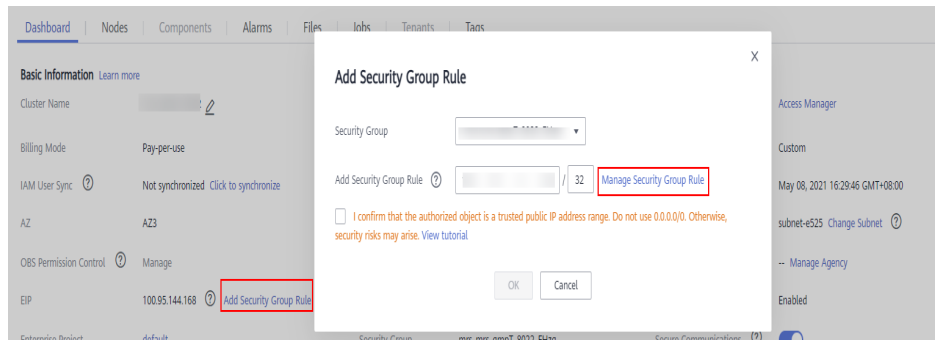 Dashboard Nodes Components Alarms Files Jobs Tenants Tags
Basic Information Learn more
Cluster Name
Billing Mode Pay-per-use
IAM User Sync ? Not synchronized Click to synchronize
AZ AZ3
OBS Permission Control ? Manage
EIP 100.95.144.168 ? Add Security Group Rule
Enterprise Project default Security Group Secure Communications ?
X
Add Security Group Rule
Security Group
Add Security Group Rule ? / 32 Manage Security Group Rule
I confirm that the authorized object is a trusted public IP address range. Do not use 0.0.0.0/0. Otherwise,
security risks may arise. View tutorial
OK Cancel
Access Manager
Custom
May 08, 2021 16:29:46 GMT+08:00
subnet-e525 Change Subnet ?
-- Manage Agency
Enabled